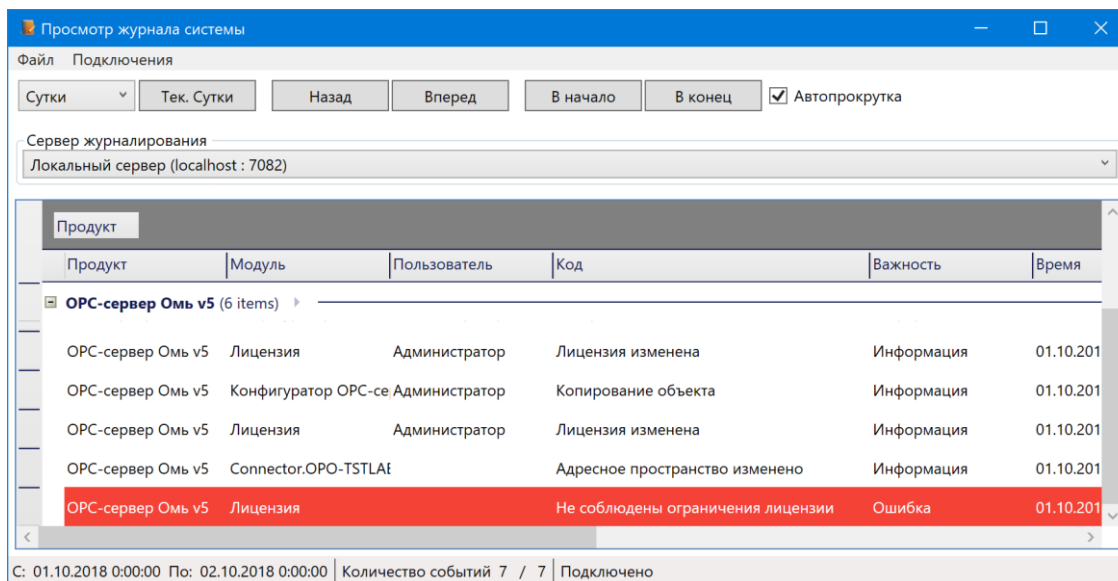 Просмотр журнала системы
Файл Подключения
Сутки Тек. Сутки Назад Вперед В начало В конец Автопрокрутка
Сервер журналирования
Локальный сервер (localhost : 7082)
Продукт
Продукт Модуль Пользователь Код Важность Время
OPC-сервер Омь v5 (6 items)
OPC-сервер Омь v5 Лицензия Администратор Лицензия изменена Информация 01.10.201
OPC-сервер Омь v5 Конфигуратор OPC-се Администратор Копирование объекта Информация 01.10.201
OPC-сервер Омь v5 Лицензия Администратор Лицензия изменена Информация 01.10.201
OPC-сервер Омь v5 Connector.OPO-TSTLAB Адресное пространство изменено Информация 01.10.201
OPC-сервер Омь v5 Лицензия Не соблюдены ограничения лицензии Ошибка 01.10.201
С: 01.10.2018 0:00:00 По: 02.10.2018 0:00:00 Количество событий 7 / 7 Подключено